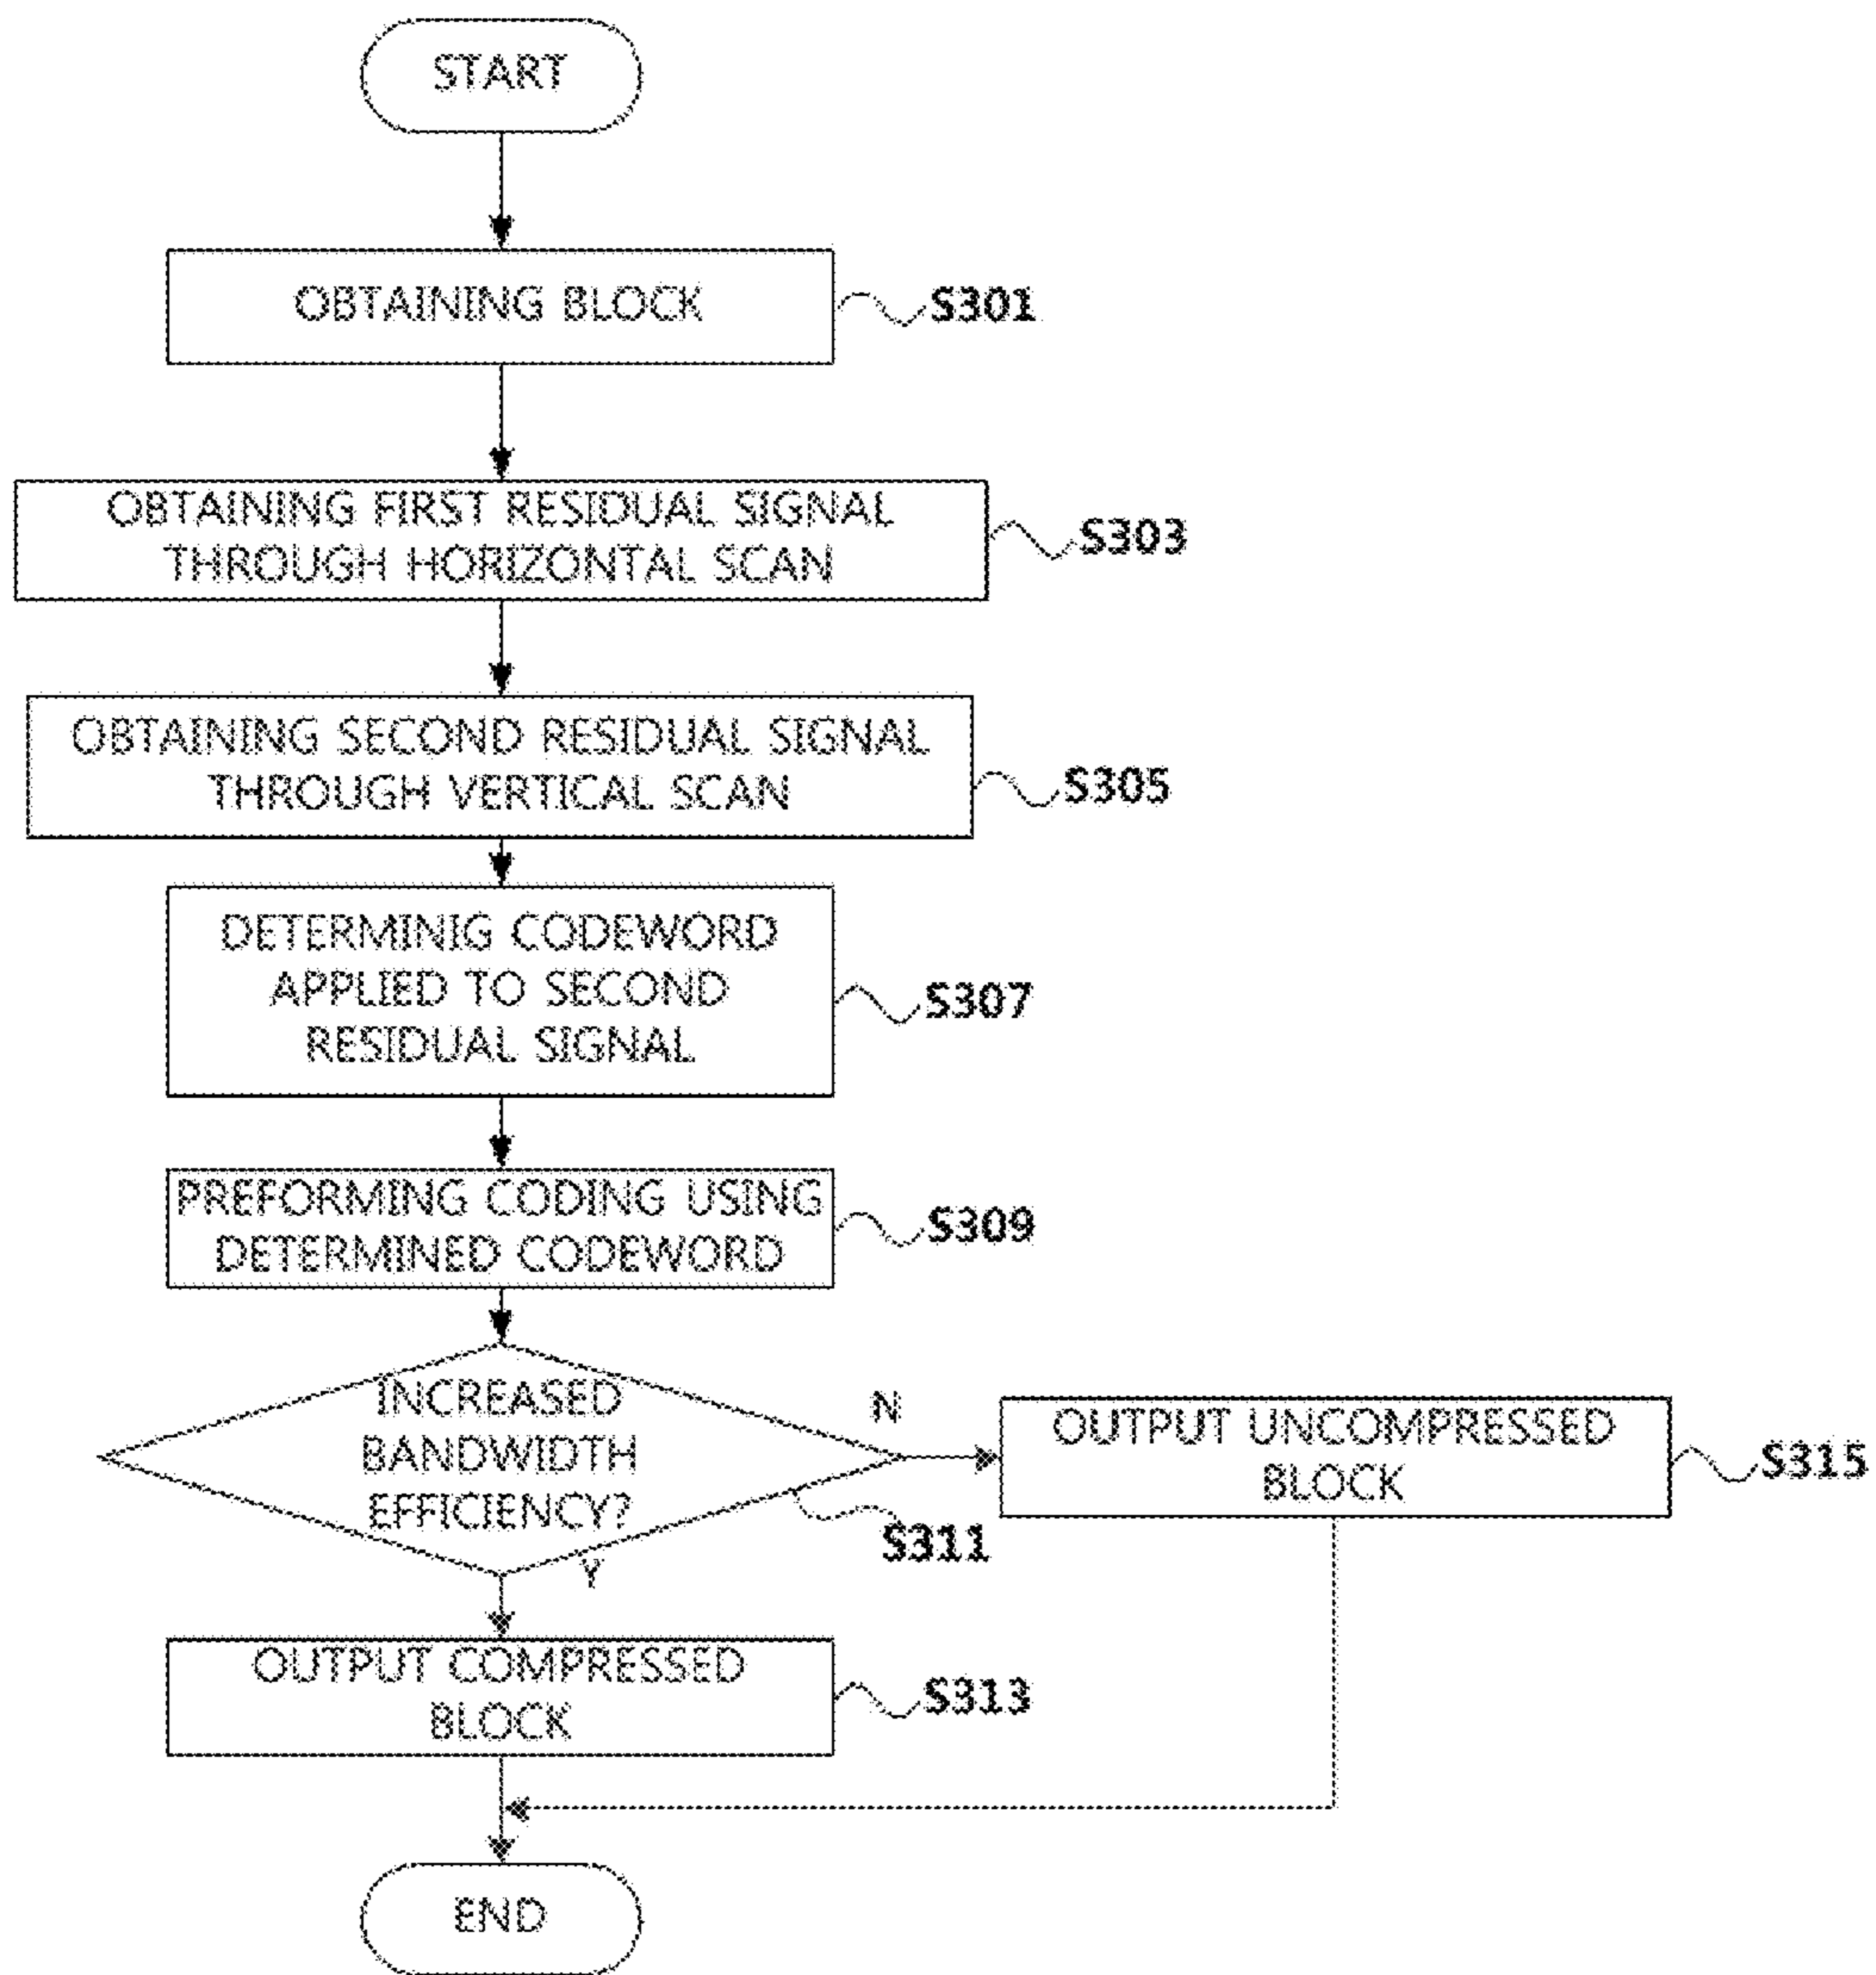 START
OBTAINING BLOCK
S301
OBTAINING FIRST RESIDUAL SIGNAL
THROUGH HORIZONTAL SCAN
S303
OBTAINING SECOND RESIDUAL SIGNAL
THROUGH VERTICAL SCAN
S305
DETERMINIG CODEWORD
APPLIED TO SECOND
RESIDUAL SIGNAL
S307
PREFORMING CODING USING
DETERMINED CODEWORD
S309
INCREASED
BANDWIDTH
EFFICIENCY?
S311
N
OUTPUT UNCOMPRESSED
BLOCK
S315
Y
OUTPUT COMPRESSED
BLOCK
S313
END